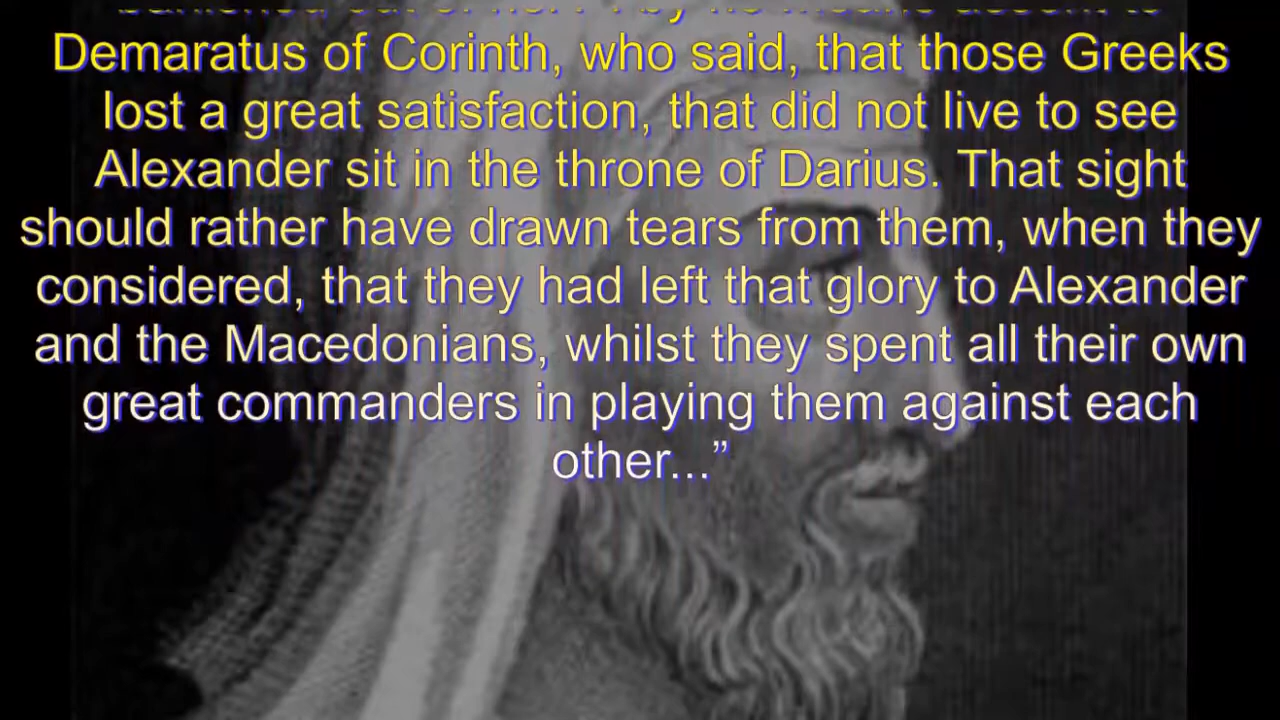 Demaratus of Corinth, who said, that those Greeks
lost a great satisfaction, that did not live to see
Alexander sit in the throne of Darius. That sight
should rather have drawn tears from them, when they
considered, that they had left that glory to Alexander
and the Macedonians, whilst they spent all their own
great commanders in playing them against each
other...”